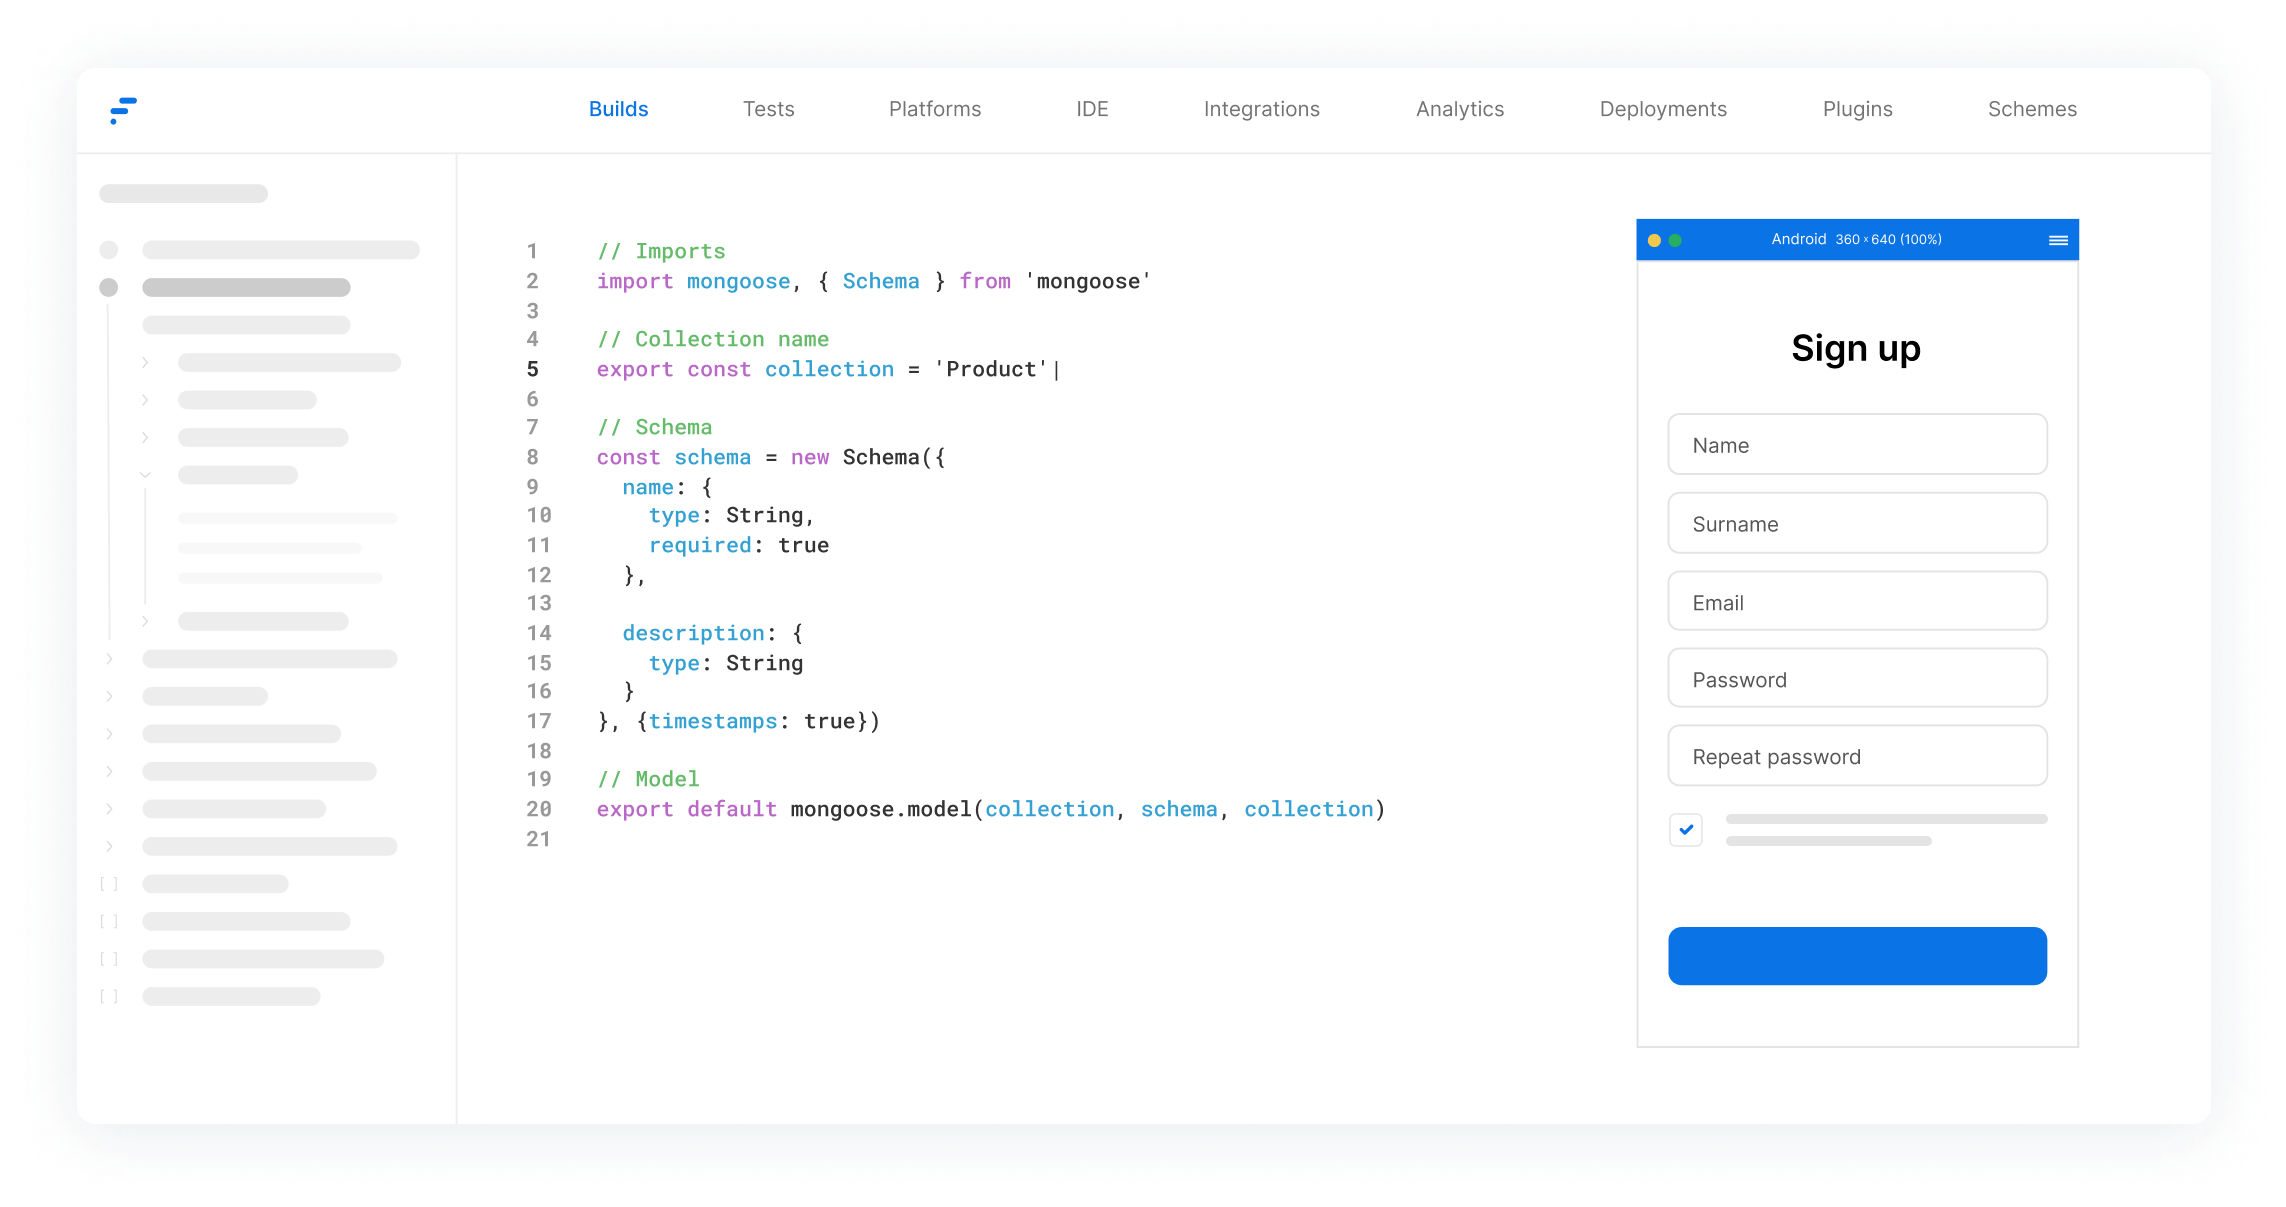 Builds Tests Platforms IDE Integrations Analytics Deployments Plugins Schemes
1 // Imports
2 import mongoose, { Schema } from 'mongoose'
3
4 // Collection name
5 export const collection = 'Product'|
6
7 // Schema
8 const schema = new Schema({
9   name: {
10     type: String,
11     required: true
12   },
13
14   description: {
15     type: String
16   }
17 }, {timestamps: true})
18
19 // Model
20 export default mongoose.model(collection, schema, collection)
21
Android 360 x 640 (100%)
Sign up
Name
Surname
Email
Password
Repeat password